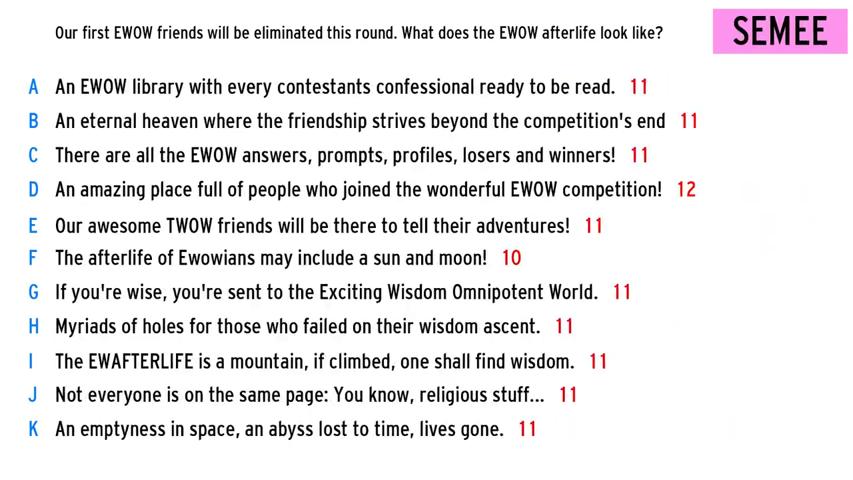 Our first EWOW friends will be eliminated this round. What does the EWOW afterlife look like?
SEMEE
A An EWOW library with every contestants confessional ready to be read. 11
B An eternal heaven where the friendship strives beyond the competition's end 11
C There are all the EWOW answers, prompts, profiles, losers and winners! 11
D An amazing place full of people who joined the wonderful EWOW competition! 12
E Our awesome TWOW friends will be there to tell their adventures! 11
F The afterlife of Ewowians may include a sun and moon! 10
G If you're wise, you're sent to the Exciting Wisdom Omnipotent World. 11
H Myriads of holes for those who failed on their wisdom ascent. 11
I The EWAFTERLIFE is a mountain, if climbed, one shall find wisdom. 11
J Not everyone is on the same page: You know, religious stuff... 11
K An emptyness in space, an abyss lost to time, lives gone. 11